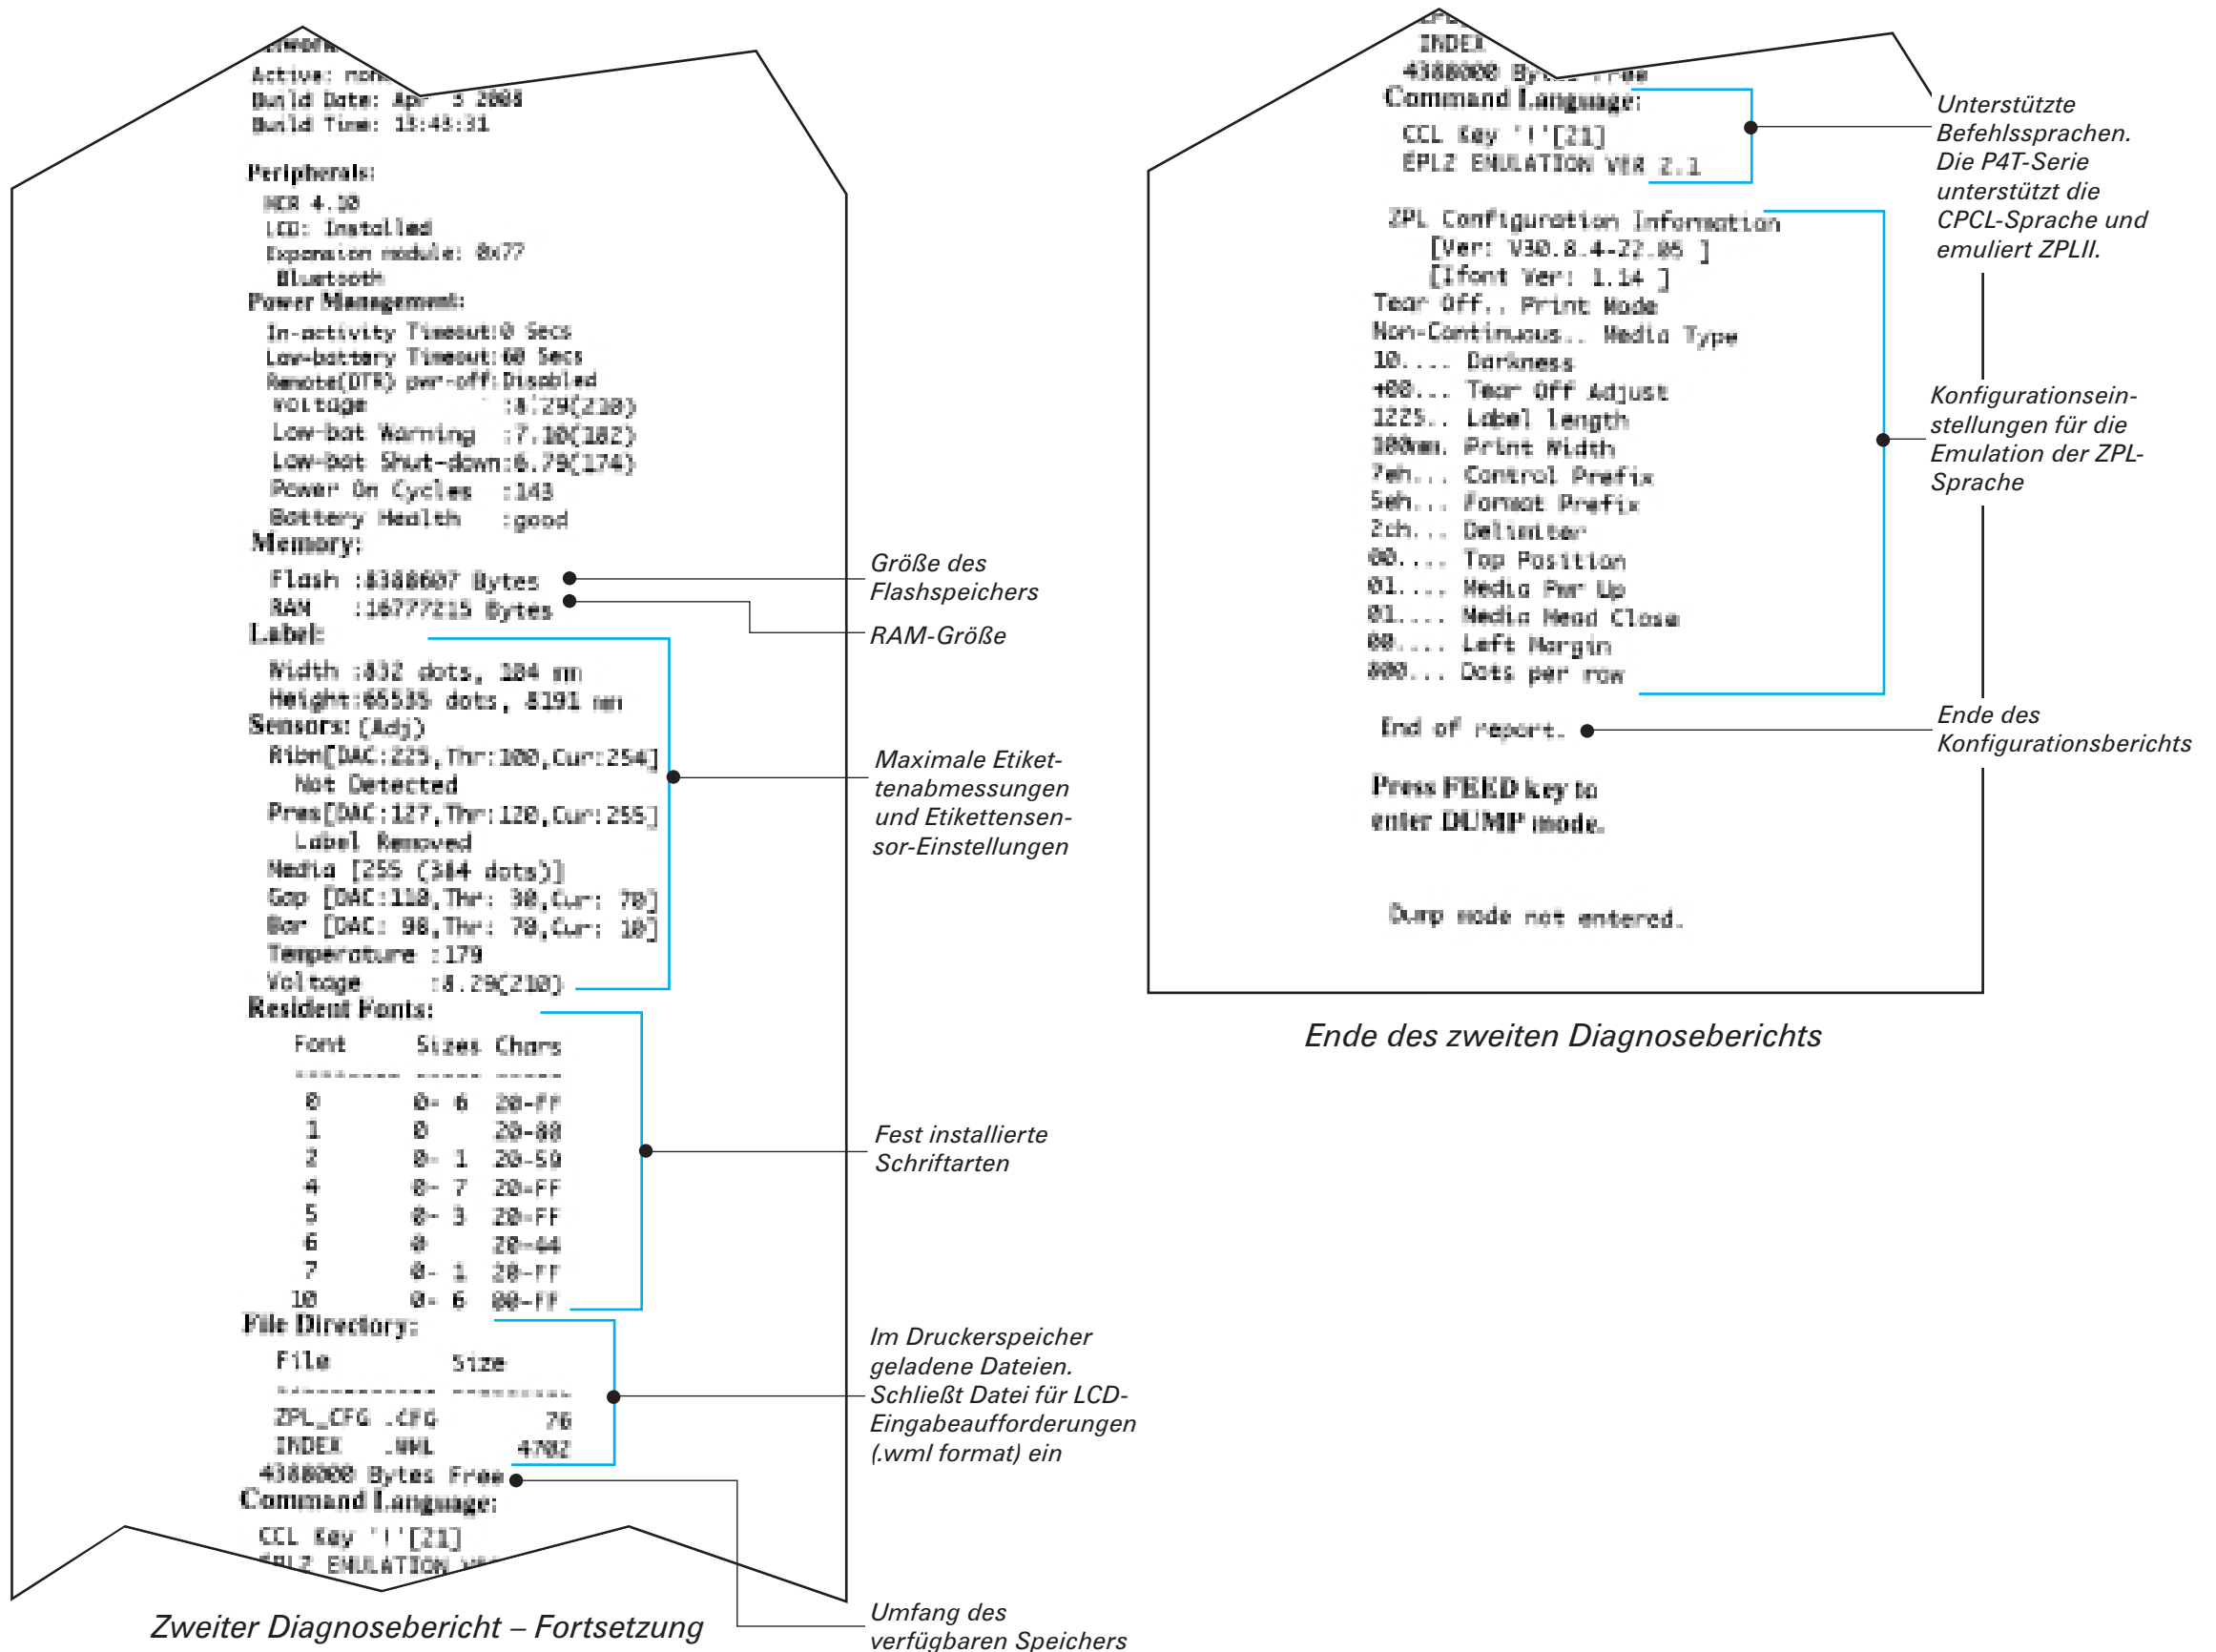 Active:
Build Date: Apr 3 2008
Build Time: 13:43:31
Peripherals:
MCR 4.10
LCD: Installed
Expansion module: 0x77
Bluetooth
Power Management:
In-activity Timeout:0 Secs
Low-battery Timeout:60 Secs
Remote(DTR) pwr-off:Disabled
Voltage :8.29(210)
Low-bat Warning :7.10(182)
Low-bat Shut-down:6.79(174)
Power On Cycles :143
Battery Health :good
Memory:
Flash :8388607 Bytes
RAM :16777215 Bytes
Label:
Width :832 dots, 104 mm
Height:65535 dots, 8191 mm
Sensors: (Adj)
Ribn[DAC:225,Thr:100,Cur:254]
Not Detected
Pres[DAC:127,Thr:120,Cur:255]
Label Removed
Media [255 (384 dots)]
Gap [DAC:110,Thr: 30,Cur: 70]
Bar [DAC: 98,Thr: 70,Cur: 10]
Temperature :179
Voltage :8.29(210)
Resident Fonts:
Font Sizes Chars
-------- ----- -----
0 0- 6 20-FF
1 0 20-80
2 0- 1 20-59
4 0- 7 20-FF
5 0- 3 20-FF
6 0 20-44
7 0- 1 20-FF
10 0- 6 00-FF
File Directory:
File Size
------------ ---------
ZPL_CFG .CFG 76
INDEX .WML 4702
4388000 Bytes Free
Command Language:
CCL Key '!'[21]
EPLZ EMULATION
Größe des
Flashspeichers
RAM-Größe
Maximale Etiket-
tenabmessungen
und Etikettensen-
sor-Einstellungen
Fest installierte
Schriftarten
Im Druckerspeicher
geladene Dateien.
Schließt Datei für LCD-
Eingabeaufforderungen
(.wml format) ein
Umfang des
verfügbaren Speichers
Zweiter Diagnosebericht – Fortsetzung
INDEX
4388000 Bytes Free
Command Language:
CCL Key '!'[21]
EPLZ EMULATION VER 2.1
ZPL Configuration Information
[Ver: V30.8.4-22.05 ]
[Ifont Ver: 1.14 ]
Tear Off.. Print Mode
Non-Continuous.. Media Type
10.... Darkness
+00... Tear Off Adjust
1225.. Label length
100mm. Print Width
7eh... Control Prefix
5eh... Format Prefix
2ch... Delimiter
00.... Top Position
01.... Media Pwr Up
01.... Media Head Close
00.... Left Margin
800... Dots per row
End of report.
Press FEED key to
enter DUMP mode.
Dump mode not entered.
Unterstützte
Befehlssprachen.
Die P4T-Serie
unterstützt die
CPCL-Sprache und
emuliert ZPLII.
Konfigurationsein-
stellungen für die
Emulation der ZPL-
Sprache
Ende des
Konfigurationsberichts
Ende des zweiten Diagnoseberichts